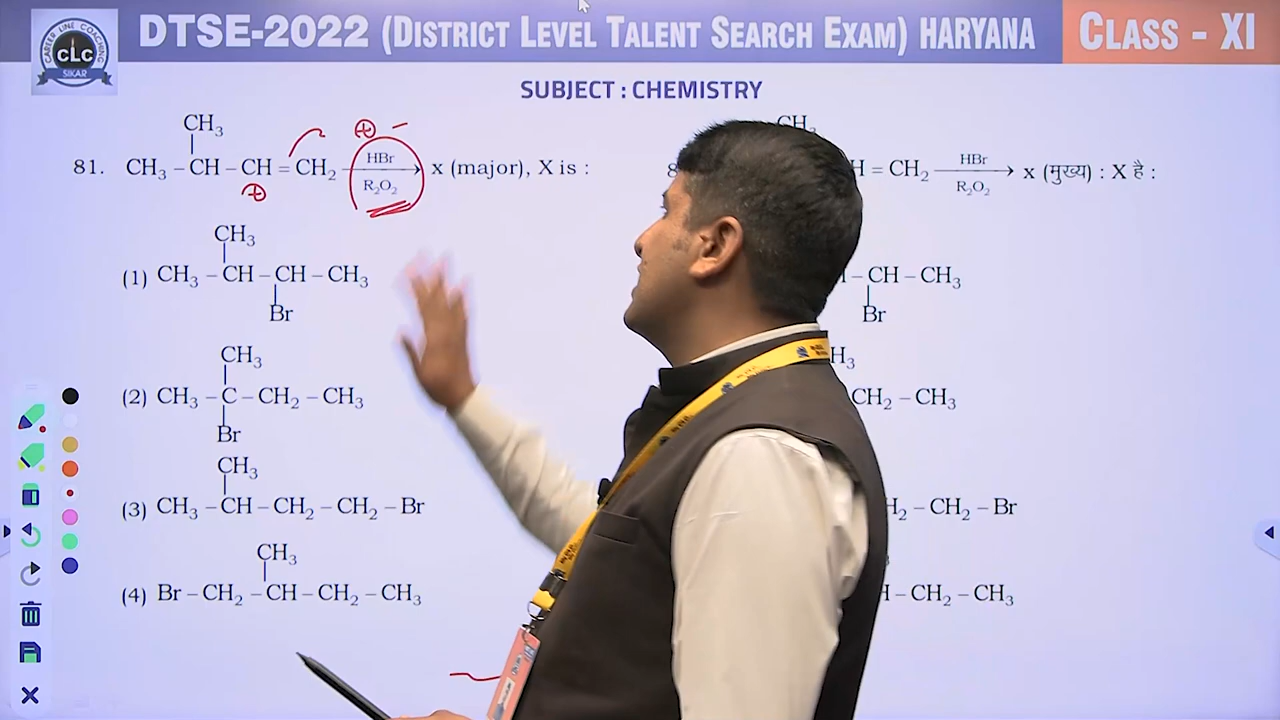 CAREER LINE COACHING
CLC
SIKAR
DTSE-2022 (DISTRICT LEVEL TALENT SEARCH EXAM) HARYANA
CLASS - XI
SUBJECT : CHEMISTRY
CH₃
⊕ −
81. CH₃ – CH – CH = CH₂ HBr R₂O₂ → x (major), X is :
⊕
CH₃
= CH₂ HBr R₂O₂ → x (मुख्य) : X है :
CH₃
(1) CH₃ – CH – CH – CH₃
Br
– CH – CH₃
Br
CH₃
(2) CH₃ – C – CH₂ – CH₃
Br
CH₂ – CH₃
CH₃
(3) CH₃ – CH – CH₂ – CH₂ – Br
– CH₂ – Br
CH₃
(4) Br – CH₂ – CH – CH₂ – CH₃
– CH₂ – CH₃